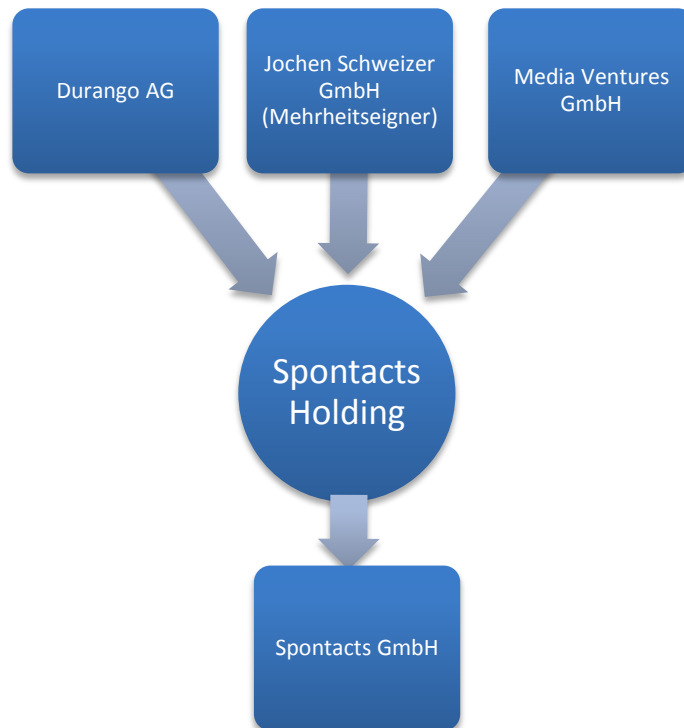 Durango AG
Jochen Schweizer
GmbH
(Mehrheitseigner)
Media Ventures
GmbH
Spontacts
Holding
Spontacts GmbH